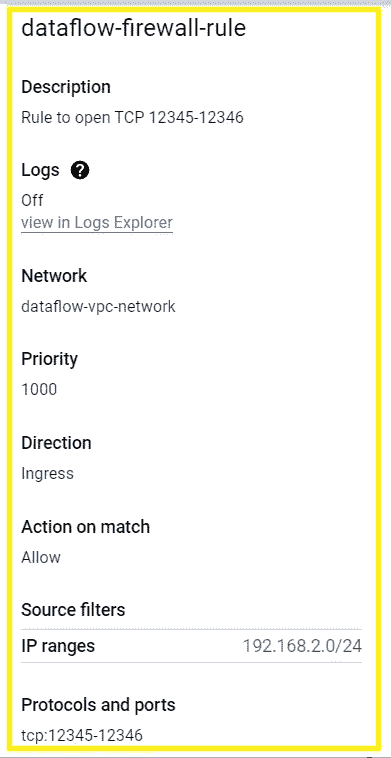 dataflow-firewall-rule
Description
Rule to open TCP 12345-12346
Logs ?
Off
view in Logs Explorer
Network
dataflow-vpc-network
Priority
1000
Direction
Ingress
Action on match
Allow
Source filters
IP ranges 192.168.2.0/24
Protocols and ports
tcp:12345-12346